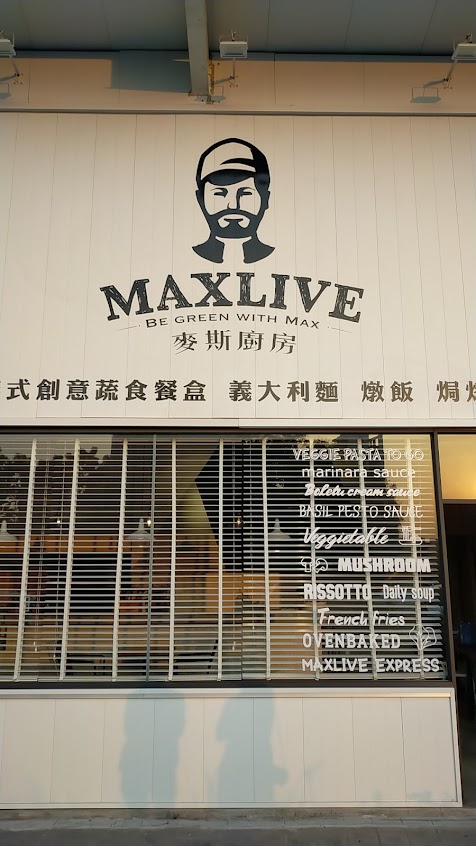 MAXLIVE
BE GREEN WITH MAX
麥斯廚房
式創意蔬食餐盒 義大利麵 燉飯 焗
VEGGIE PASTA TO GO
marinara sauce
Boletu cream sauce
BASIL PESTO SAUCE
Veggietable
MUSHROOM
RISSOTTO Daily soup
French fries
OVENBAKED
MAXLIVE EXPRESS